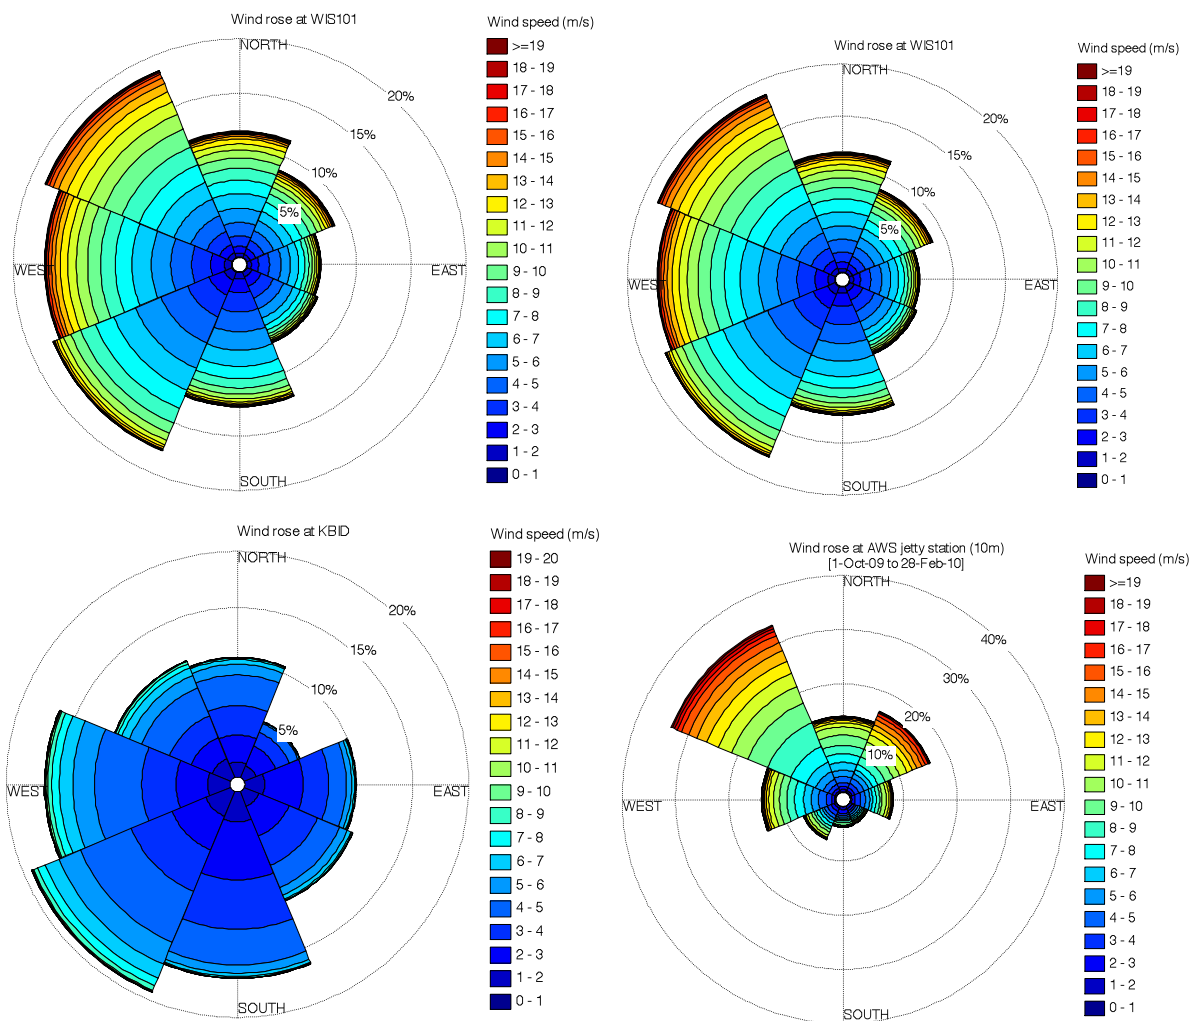 Wind rose at WIS101
NORTH
20%
15%
10%
5%
WEST
EAST
SOUTH
Wind speed (m/s)
>=19
18 - 19
17 - 18
16 - 17
15 - 16
14 - 15
13 - 14
12 - 13
11 - 12
10 - 11
9 - 10
8 - 9
7 - 8
6 - 7
5 - 6
4 - 5
3 - 4
2 - 3
1 - 2
0 - 1
Wind rose at WIS101
NORTH
20%
15%
10%
5%
WEST
EAST
SOUTH
Wind speed (m/s)
>=19
18 - 19
17 - 18
16 - 17
15 - 16
14 - 15
13 - 14
12 - 13
11 - 12
10 - 11
9 - 10
8 - 9
7 - 8
6 - 7
5 - 6
4 - 5
3 - 4
2 - 3
1 - 2
0 - 1
Wind rose at KBID
NORTH
20%
15%
10%
5%
WEST
EAST
SOUTH
Wind speed (m/s)
19 - 20
18 - 19
17 - 18
16 - 17
15 - 16
14 - 15
13 - 14
12 - 13
11 - 12
10 - 11
9 - 10
8 - 9
7 - 8
6 - 7
5 - 6
4 - 5
3 - 4
2 - 3
1 - 2
0 - 1
Wind rose at AWS jetty station (10m)
[1-Oct-09 to 28-Feb-10]
NORTH
40%
30%
20%
10%
WEST
EAST
SOUTH
Wind speed (m/s)
>=19
18 - 19
17 - 18
16 - 17
15 - 16
14 - 15
13 - 14
12 - 13
11 - 12
10 - 11
9 - 10
8 - 9
7 - 8
6 - 7
5 - 6
4 - 5
3 - 4
2 - 3
1 - 2
0 - 1